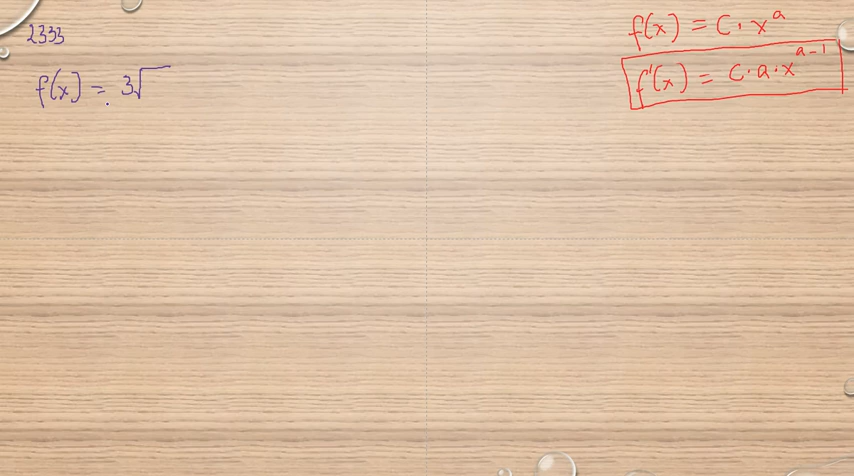 2333
f(x) = 3√
f(x) = C · x^a
f'(x) = C · a · x^{a-1}